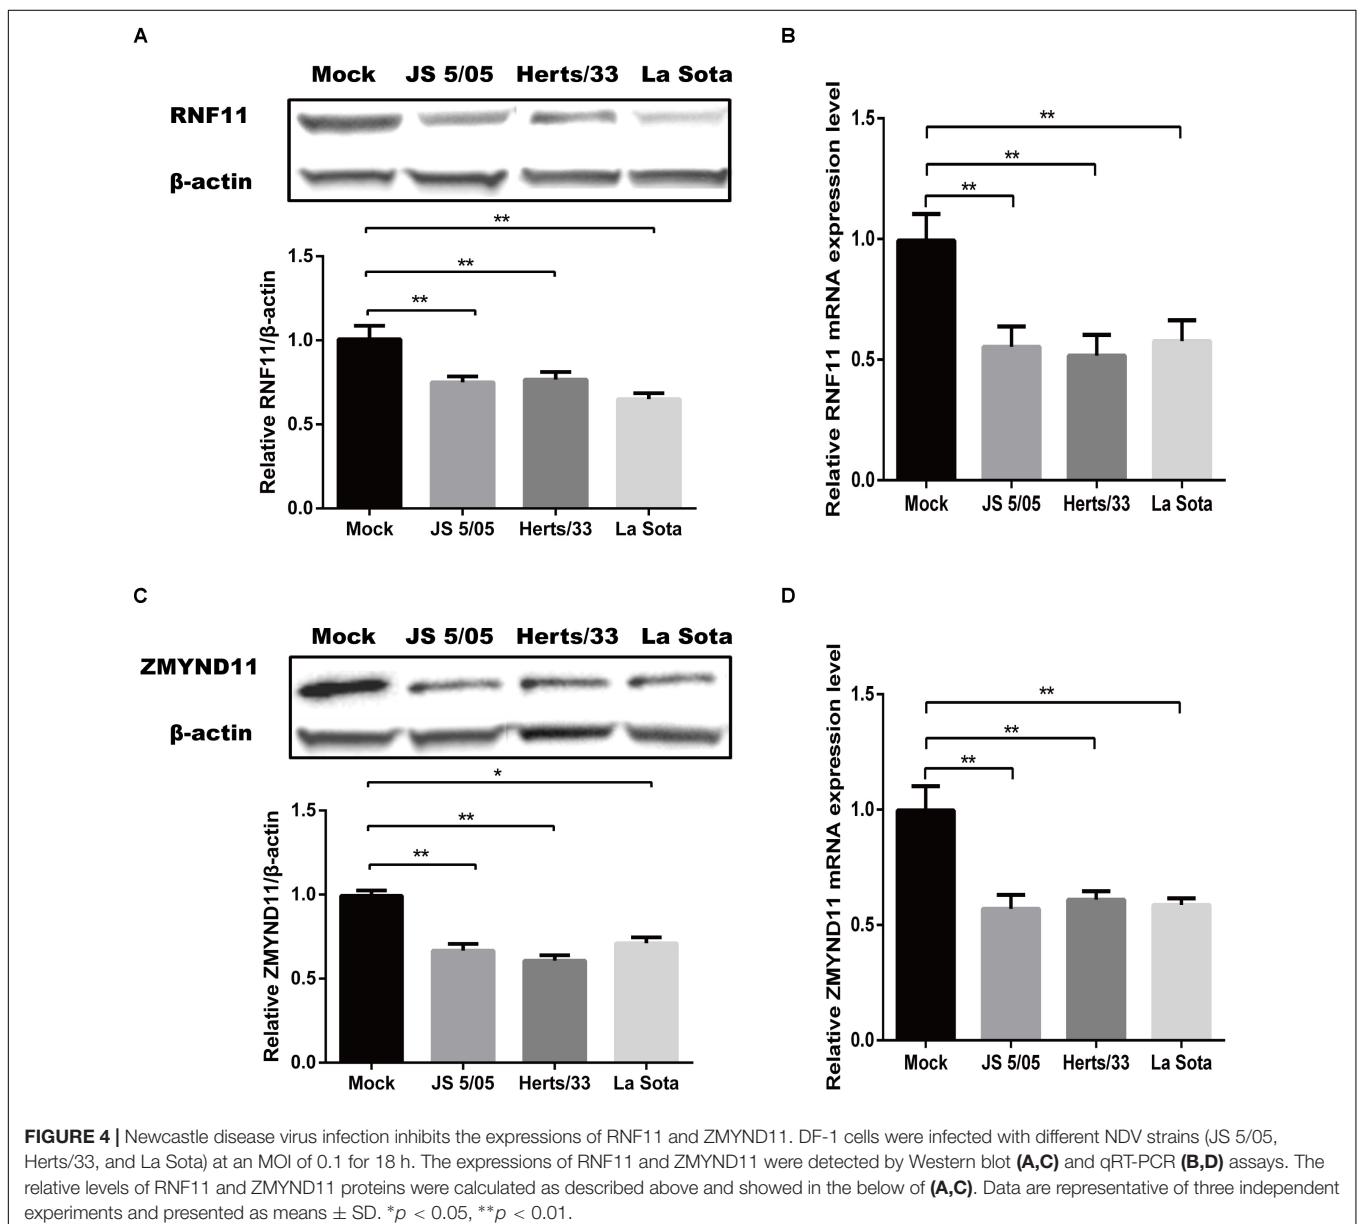 A
Mock JS 5/05 Herts/33 La Sota
RNF11
β-actin
**
**
**
Relative RNF11/β-actin
1.5
1.0
0.5
0.0
Mock JS 5/05 Herts/33 La Sota
B
**
**
**
Relative RNF11 mRNA expression level
1.5
1.0
0.5
0.0
Mock JS 5/05 Herts/33 La Sota
C
Mock JS 5/05 Herts/33 La Sota
ZMYND11
β-actin
*
**
**
Relative ZMYND11/β-actin
1.5
1.0
0.5
0.0
Mock JS 5/05 Herts/33 La Sota
D
**
**
**
Relative ZMYND11 mRNA expression level
1.5
1.0
0.5
0.0
Mock JS 5/05 Herts/33 La Sota
FIGURE 4 | Newcastle disease virus infection inhibits the expressions of RNF11 and ZMYND11. DF-1 cells were infected with different NDV strains (JS 5/05,
Herts/33, and La Sota) at an MOI of 0.1 for 18 h. The expressions of RNF11 and ZMYND11 were detected by Western blot (A,C) and qRT-PCR (B,D) assays. The
relative levels of RNF11 and ZMYND11 proteins were calculated as described above and showed in the below of (A,C). Data are representative of three independent
experiments and presented as means ± SD. *p < 0.05, **p < 0.01.